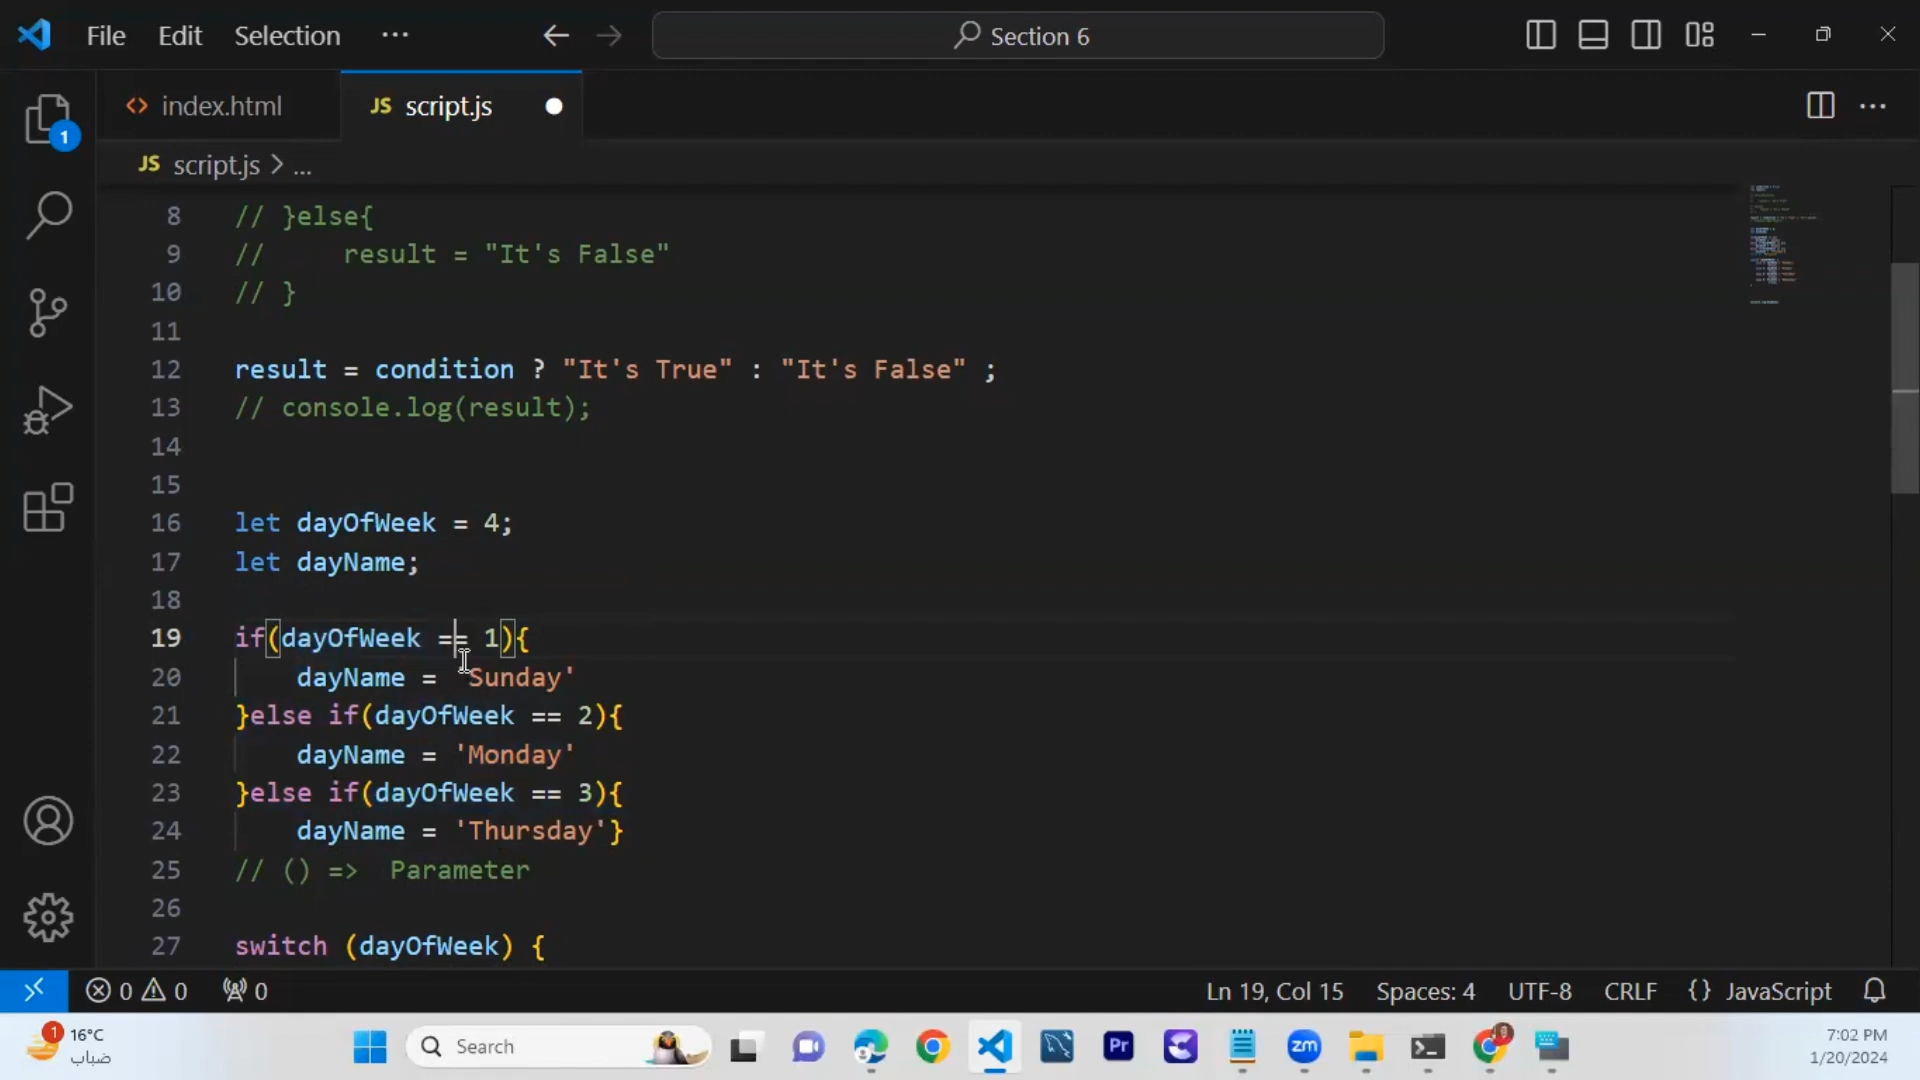 File Edit Selection ...
Section 6
<> index.html
JS script.js
JS script.js > ...
8 // }else{
9 //     result = "It's False"
10 // }
11
12 result = condition ? "It's True" : "It's False" ;
13 // console.log(result);
14
15
16 let dayOfWeek = 4;
17 let dayName;
18
19 if(dayOfWeek == 1){
20     dayName = 'Sunday'
21 }else if(dayOfWeek == 2){
22     dayName = 'Monday'
23 }else if(dayOfWeek == 3){
24     dayName = 'Thursday'}
25 // () =>  Parameter
26
27 switch (dayOfWeek) {
1
0 0 0
Ln 19, Col 15 Spaces: 4 UTF-8 CRLF {} JavaScript
1 16°C
ضباب
Search
Pr
zm
7:02 PM
1/20/2024